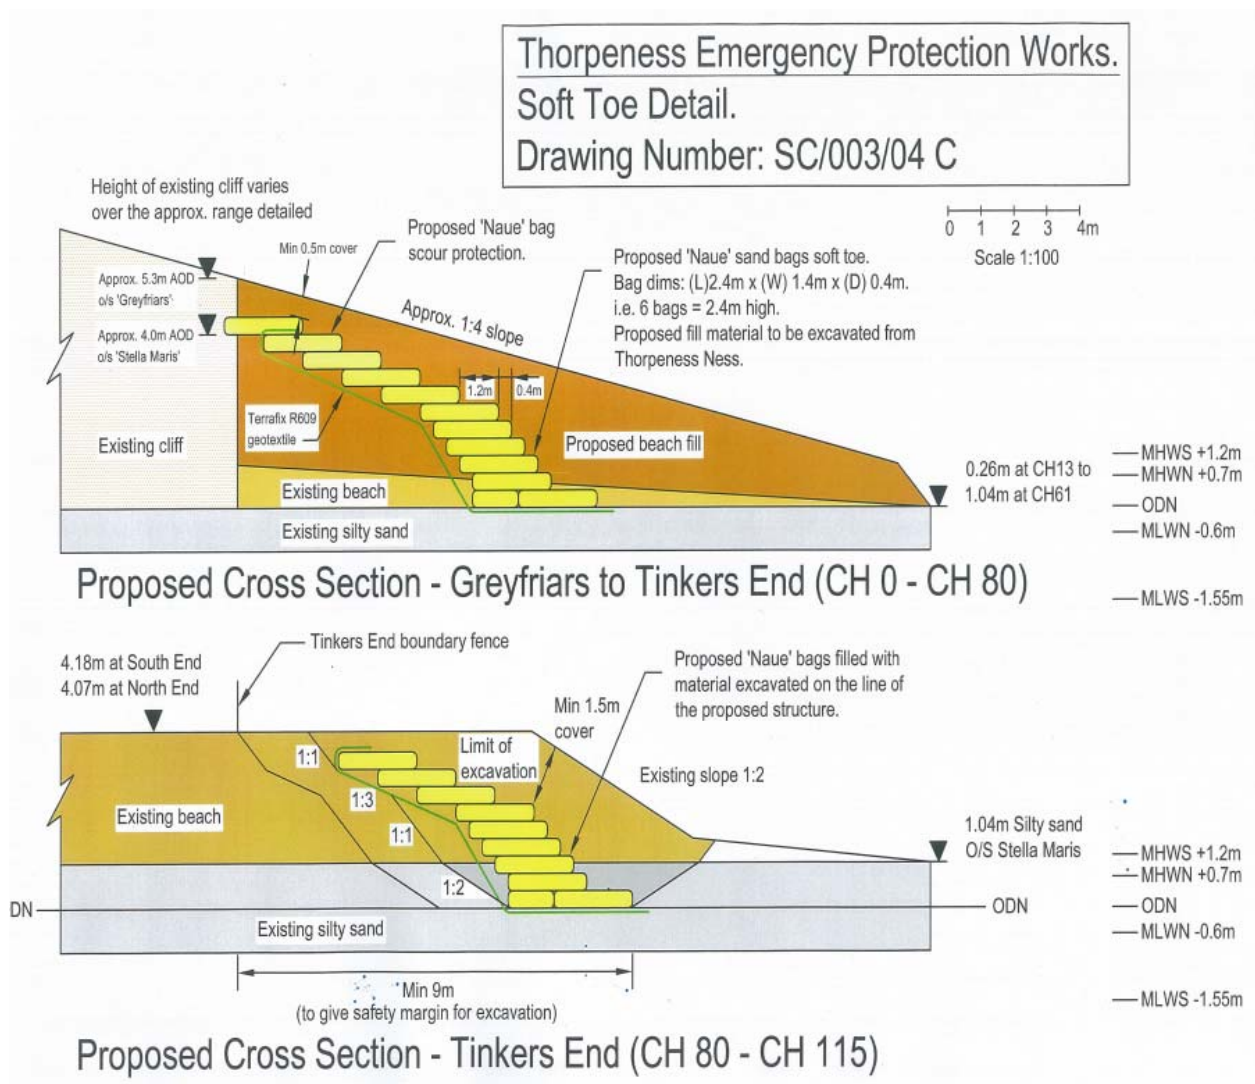 Thorpeness Emergency Protection Works.
Soft Toe Detail.
Drawing Number: SC/003/04 C
Height of existing cliff varies
over the approx. range detailed
Min 0.5m cover
Proposed 'Naue' bag
scour protection.
Proposed 'Naue' sand bags soft toe.
Bag dims: (L)2.4m x (W) 1.4m x (D) 0.4m.
i.e. 6 bags = 2.4m high.
Proposed fill material to be excavated from
Thorpeness Ness.
0 1 2 3 4m
Scale 1:100
Approx. 5.3m AOD
o/s 'Greyfriars'
Approx. 4.0m AOD
o/s 'Stella Maris'
Approx. 1:4 slope
1.2m
0.4m
Terrafix R609
geotextile
Existing cliff
Proposed beach fill
Existing beach
Existing silty sand
0.26m at CH13 to
1.04m at CH61
MHWS +1.2m
MHWN +0.7m
ODN
MLWN -0.6m
MLWS -1.55m
Proposed Cross Section - Greyfriars to Tinkers End (CH 0 - CH 80)
Tinkers End boundary fence
4.18m at South End
4.07m at North End
Proposed 'Naue' bags filled with
material excavated on the line of
the proposed structure.
Min 1.5m
cover
Limit of
excavation
Existing slope 1:2
1:1
1:3
1:1
1:2
Existing beach
1.04m Silty sand
O/S Stella Maris
MHWS +1.2m
MHWN +0.7m
DN
ODN
ODN
MLWN -0.6m
MLWS -1.55m
Existing silty sand
Min 9m
(to give safety margin for excavation)
Proposed Cross Section - Tinkers End (CH 80 - CH 115)